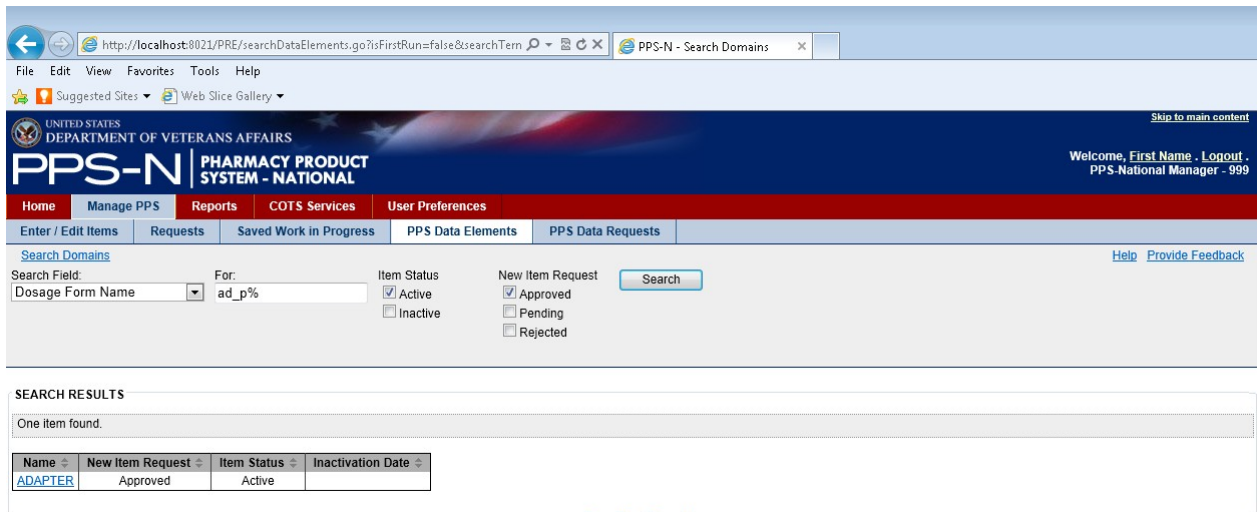 http://localhost:8021/PRE/searchDataElements.go?isFirstRun=false&searchTern
PPS-N - Search Domains
File Edit View Favorites Tools Help
Suggested Sites Web Slice Gallery
Skip to main content
UNITED STATES
DEPARTMENT OF VETERANS AFFAIRS
PPS-N PHARMACY PRODUCT
SYSTEM - NATIONAL
Welcome, First Name . Logout .
PPS-National Manager - 999
Home Manage PPS Reports COTS Services User Preferences
Enter / Edit Items Requests Saved Work in Progress PPS Data Elements PPS Data Requests
Search Domains Help Provide Feedback
Search Field: For: Item Status New Item Request Search
Dosage Form Name ad_p% Active Approved
Inactive Pending
Rejected
SEARCH RESULTS
One item found.
Name New Item Request Item Status Inactivation Date
ADAPTER Approved Active